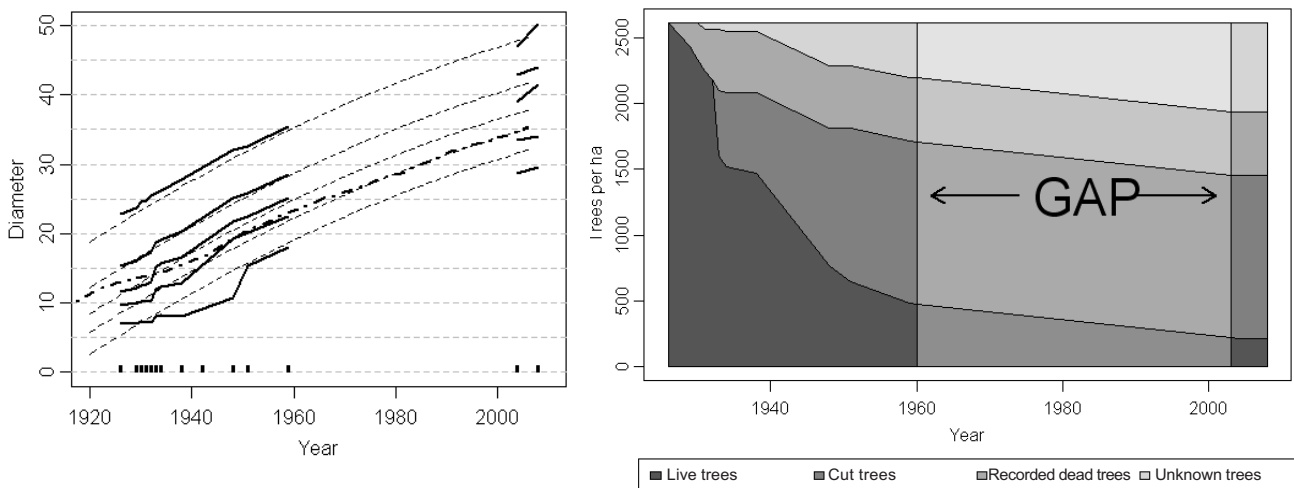 Diameter
50
40
30
20
10
0
1920 1940 1960 1980 2000
Year
Trees per ha
2500
2000
1500
1000
500
0
GAP
1940 1960 1980 2000
Year
Live trees Cut trees Recorded dead trees Unknown trees